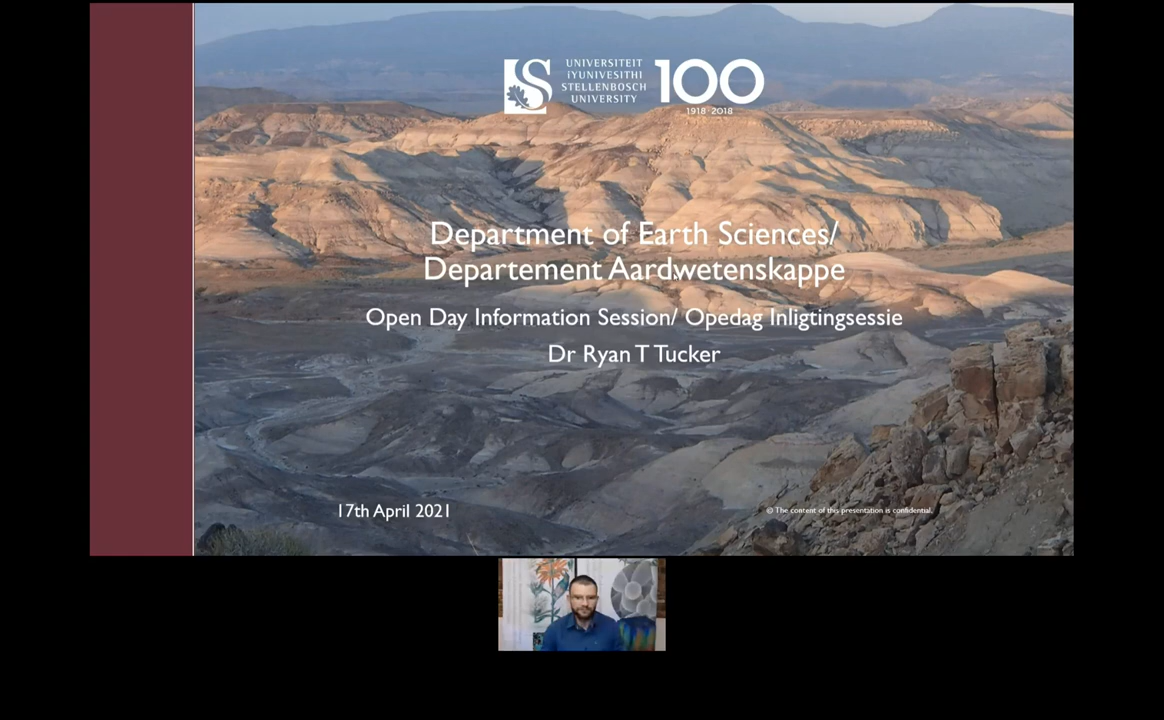 UNIVERSITEIT
iYUNIVESITHI
STELLENBOSCH
UNIVERSITY
100
1918·2018
Department of Earth Sciences/
Departement Aardwetenskappe
Open Day Information Session/ Opedag Inligtingsessie
Dr Ryan T Tucker
17th April 2021
© The content of this presentation is confidential.